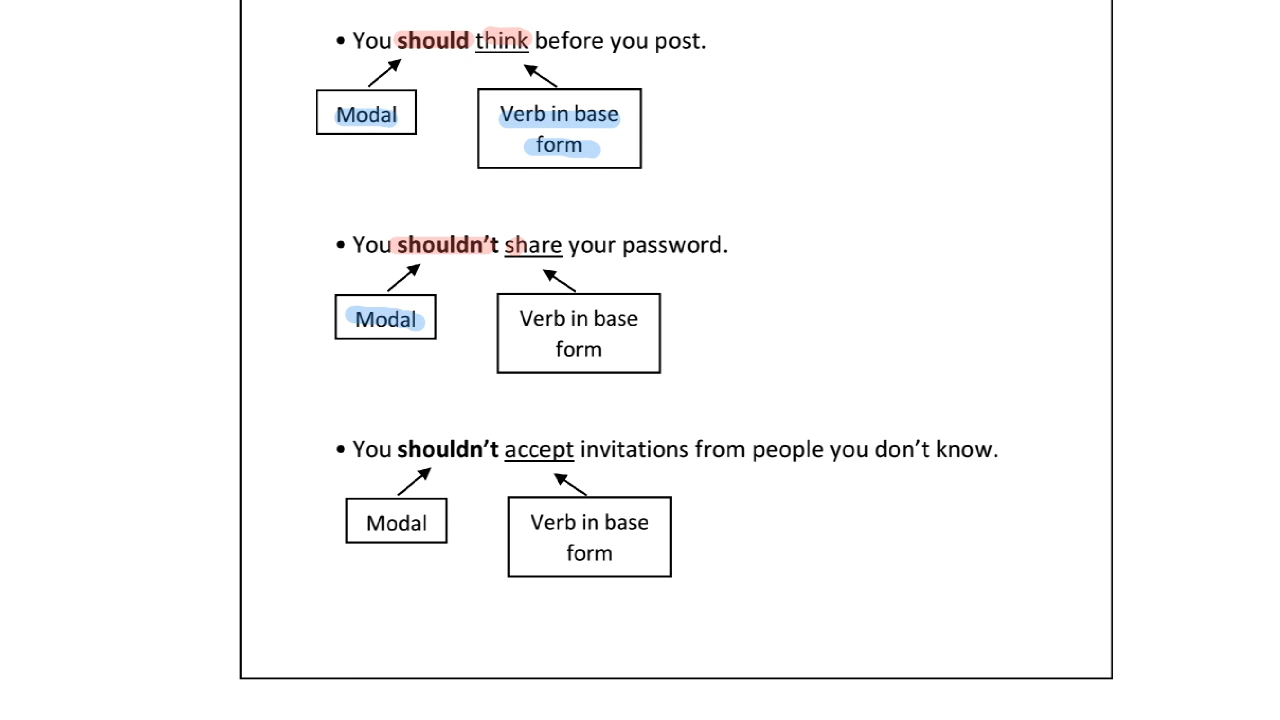 • You should think before you post.
Modal
Verb in base
form
• You shouldn’t share your password.
Modal
Verb in base
form
• You shouldn’t accept invitations from people you don’t know.
Modal
Verb in base
form